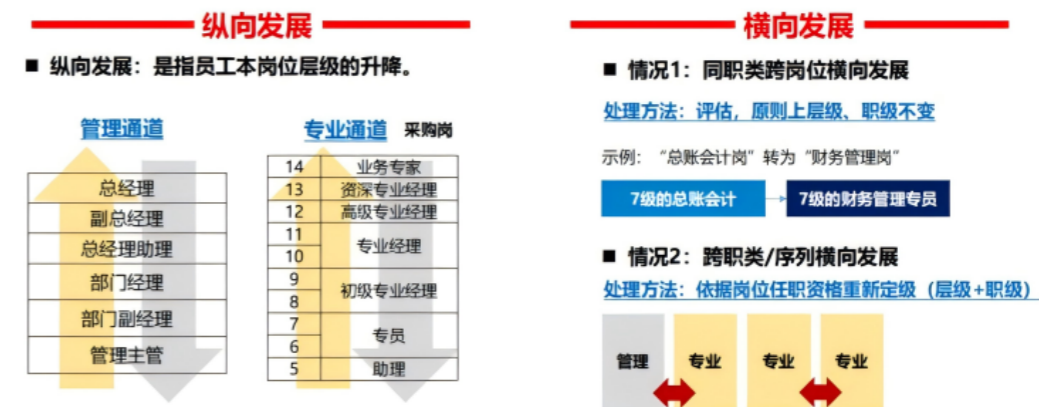 纵向发展
■ 纵向发展：是指员工本岗位层级的升降。
管理通道
总经理
副总经理
总经理助理
部门经理
部门副经理
管理主管
专业通道 采购岗
14 业务专家
13 资深专业经理
12 高级专业经理
11
10 专业经理
9
8 初级专业经理
7
6 专员
5 助理
横向发展
■ 情况1：同职类跨岗位横向发展
处理方法：评估，原则上层级、职级不变
示例：“总账会计岗”转为“财务管理岗”
7级的总账会计 7级的财务管理专员
■ 情况2：跨职类/序列横向发展
处理方法：依据岗位任职资格重新定级（层级+职级）
管理 专业 专业 专业